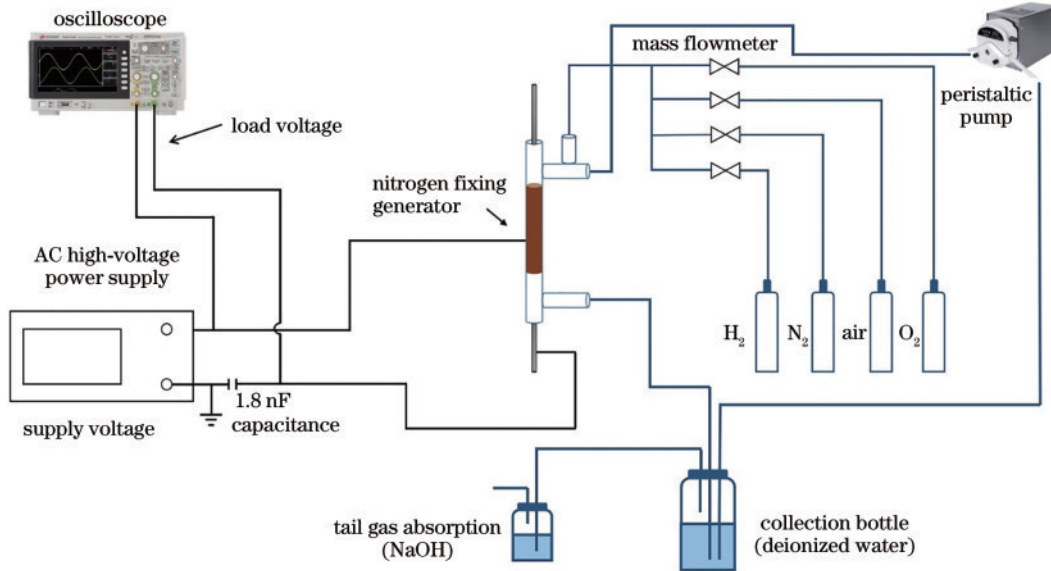 oscilloscope
load voltage
mass flowmeter
peristaltic
pump
nitrogen fixing
generator
AC high-voltage
power supply
H₂
N₂
air
O₂
1.8 nF
capacitance
supply voltage
tail gas absorption
(NaOH)
collection bottle
(deionized water)